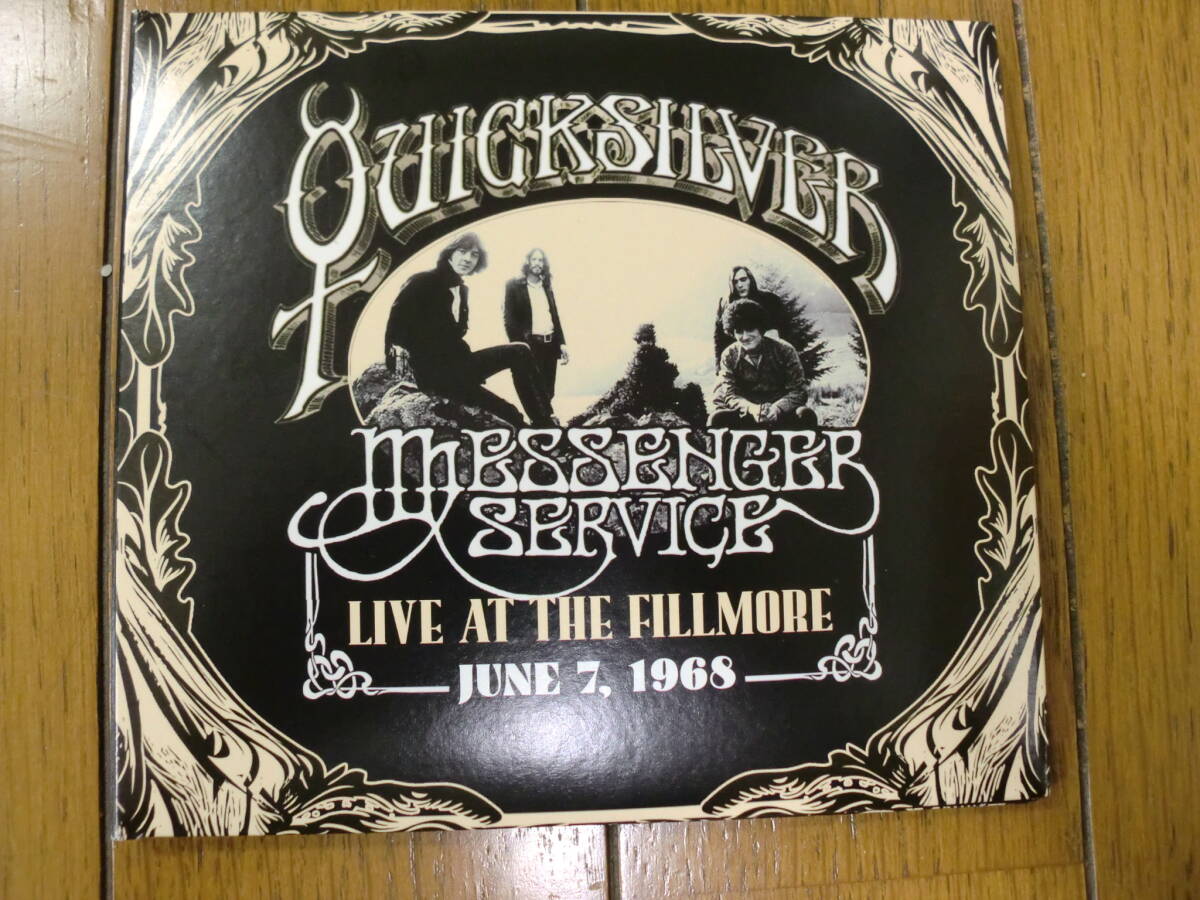 QUICKSILVER
MESSENGER
SERVICE
LIVE AT THE FILLMORE
JUNE 7, 1968